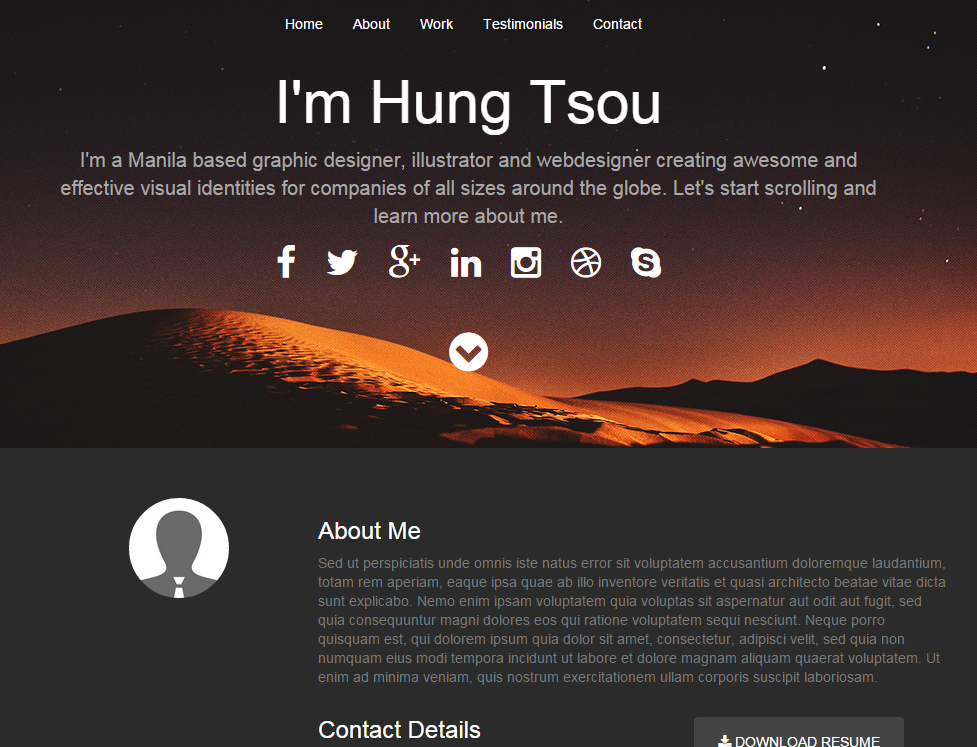 Home About Work Testimonials Contact
I'm Hung Tsou
I'm a Manila based graphic designer, illustrator and webdesigner creating awesome and
effective visual identities for companies of all sizes around the globe. Let's start scrolling and
learn more about me.
About Me
Sed ut perspiciatis unde omnis iste natus error sit voluptatem accusantium doloremque laudantium,
totam rem aperiam, eaque ipsa quae ab illo inventore veritatis et quasi architecto beatae vitae dicta
sunt explicabo. Nemo enim ipsam voluptatem quia voluptas sit aspernatur aut odit aut fugit, sed
quia consequuntur magni dolores eos qui ratione voluptatem sequi nesciunt. Neque porro
quisquam est, qui dolorem ipsum quia dolor sit amet, consectetur, adipisci velit, sed quia non
numquam eius modi tempora incidunt ut labore et dolore magnam aliquam quaerat voluptatem. Ut
enim ad minima veniam, quis nostrum exercitationem ullam corporis suscipit laboriosam.
Contact Details
DOWNLOAD RESUME